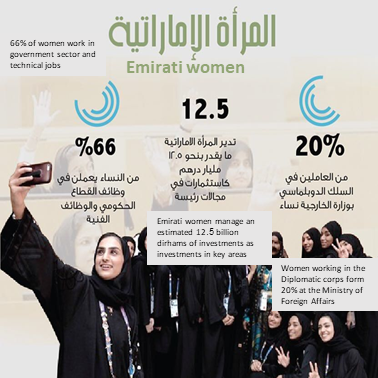 المرأة الإماراتية
66% of women work in
government sector and
technical jobs
Emirati women
%66
من النساء يعملن في
وظائف القطاع
الحكومي والوظائف
الفنية
12.5
تدير المرأة الاماراتية
ما يقدر بنحو ١٢.٥
مليار درهم
كاستثمارات في
مجالات رئيسة
20%
من العاملين في
السلك الدوبلماسي
بوزارة الخارجية نساء
Emirati women manage an
estimated 12.5 billion
dirhams of investments as
investments in key areas
Women working in the
Diplomatic corps form
20% at the Ministry of
Foreign Affairs